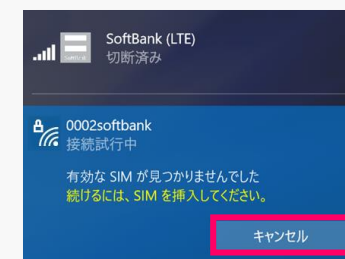 SoftBank (LTE)
切断済み
0002softbank
接続試行中
有効な SIM が見つかりませんでした
続けるには、SIM を挿入してください。
キャンセル